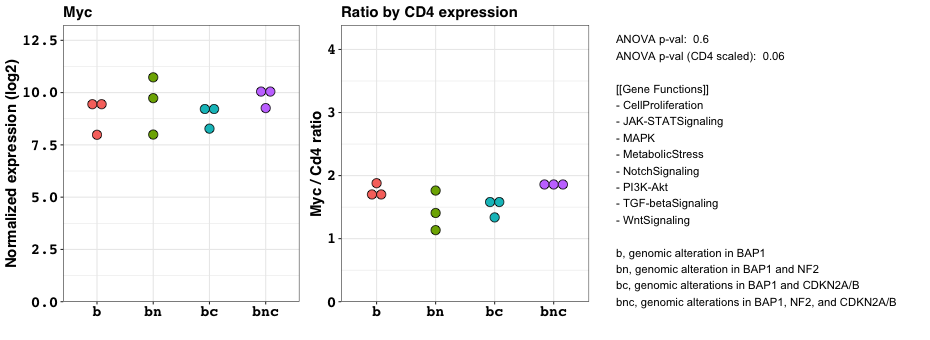 Myc
Normalized expression (log2)
12.5
10.0
7.5
5.0
2.5
0.0
b bn bc bnc
Ratio by CD4 expression
Myc / Cd4 ratio
4
3
2
1
0
b bn bc bnc
ANOVA p-val: 0.6
ANOVA p-val (CD4 scaled): 0.06
[[Gene Functions]]
- CellProliferation
- JAK-STATSignaling
- MAPK
- MetabolicStress
- NotchSignaling
- PI3K-Akt
- TGF-betaSignaling
- WntSignaling
b, genomic alteration in BAP1
bn, genomic alteration in BAP1 and NF2
bc, genomic alterations in BAP1 and CDKN2A/B
bnc, genomic alterations in BAP1, NF2, and CDKN2A/B